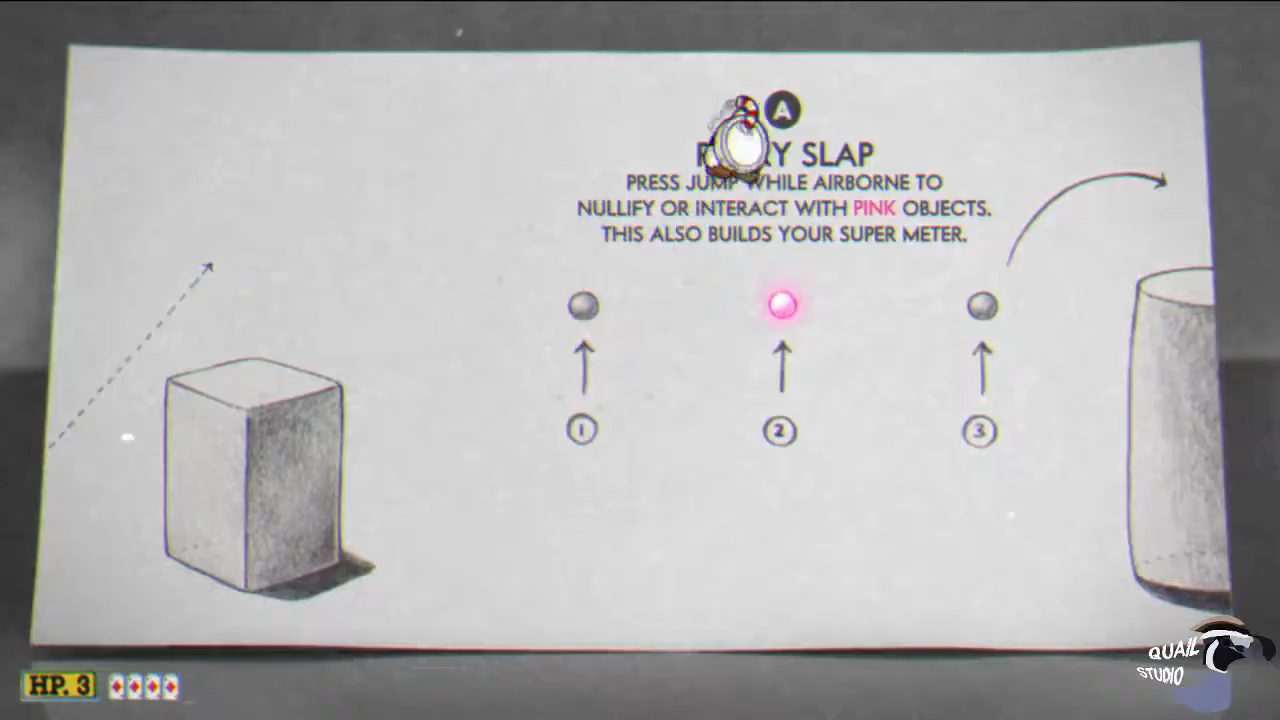 A
SLAP
PRESS JUMP WHILE AIRBORNE TO
NULLIFY OR INTERACT WITH PINK OBJECTS.
THIS ALSO BUILDS YOUR SUPER METER.
1 2 3
HP. 3
QUAIL
STUDIO